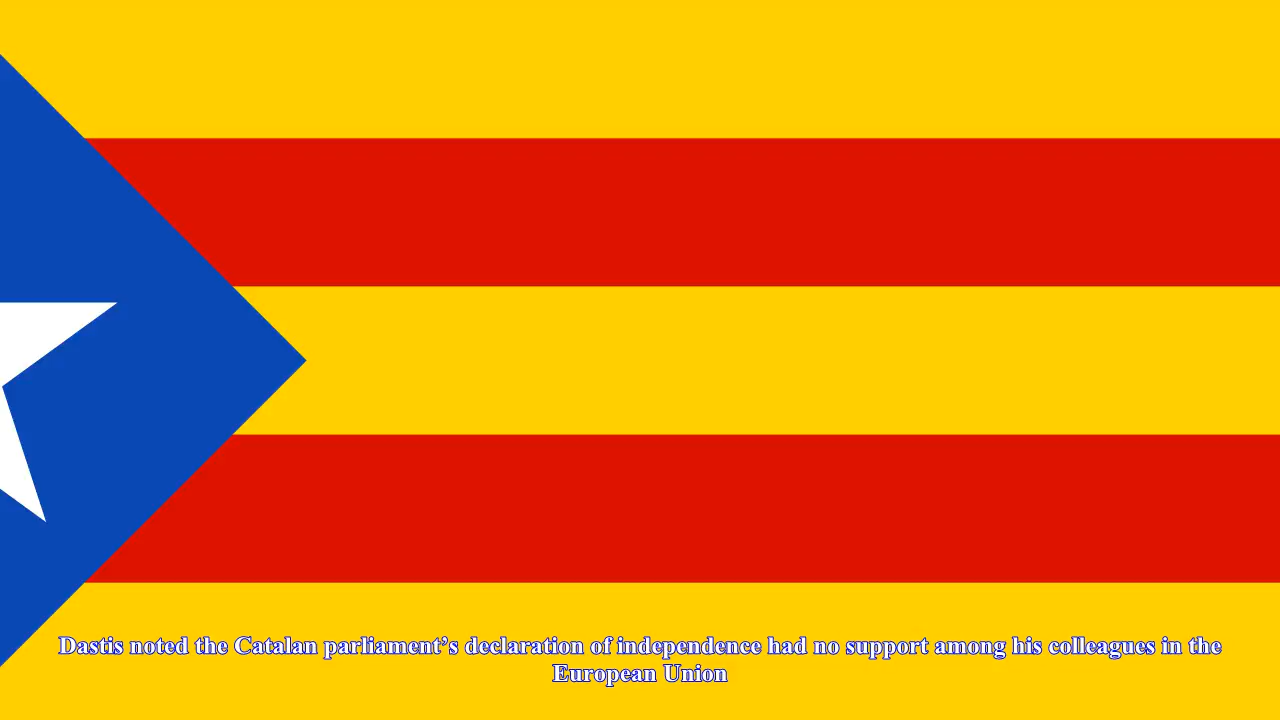 Dastis noted the Catalan parliament’s declaration of independence had no support among his colleagues in the
European Union